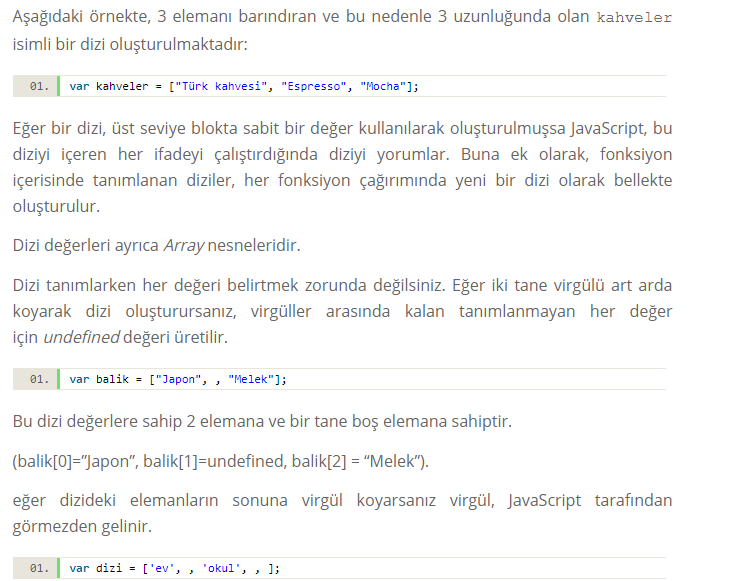 Aşağıdaki örnekte, 3 elemanı barındıran ve bu nedenle 3 uzunluğunda olan kahveler
isimli bir dizi oluşturulmaktadır:
01. var kahveler = ["Türk kahvesi", "Espresso", "Mocha"];
Eğer bir dizi, üst seviye blokta sabit bir değer kullanılarak oluşturulmuşsa JavaScript, bu
diziyi içeren her ifadeyi çalıştırdığında diziyi yorumlar. Buna ek olarak, fonksiyon
içerisinde tanımlanan diziler, her fonksiyon çağırımında yeni bir dizi olarak bellekte
oluşturulur.
Dizi değerleri ayrıca Array nesneleridir.
Dizi tanımlarken her değeri belirtmek zorunda değilsiniz. Eğer iki tane virgülü art arda
koyarak dizi oluşturursanız, virgüller arasında kalan tanımlanmayan her değer
için undefined değeri üretilir.
01. var balik = ["Japon", , "Melek"];
Bu dizi değerlere sahip 2 elemana ve bir tane boş elemana sahiptir.
(balik[0]=”Japon”, balik[1]=undefined, balik[2] = “Melek”).
eğer dizideki elemanların sonuna virgül koyarsanız virgül, JavaScript tarafından
görmezden gelinir.
01. var dizi = ['ev', , 'okul', , ];